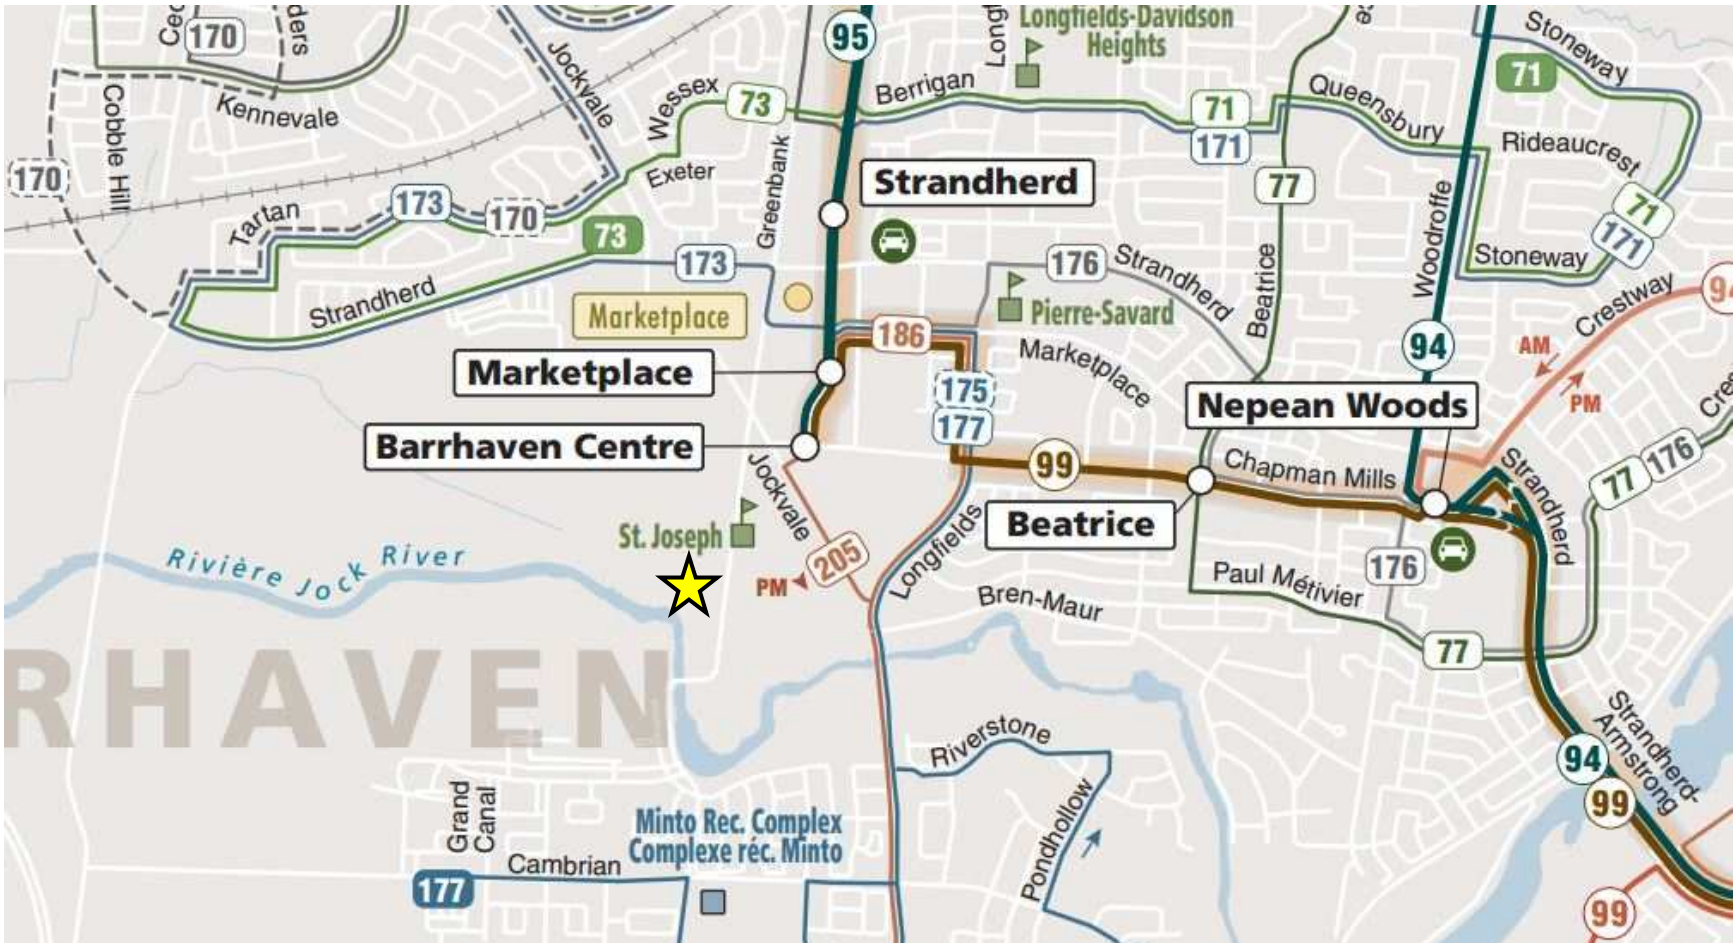 170
95
Longfields-Davidson
Heights
Stoneway
71
Jockvale
Cobble Hill
Kennevale
Wessex
73
Berrigan
71
171
Queensbury
Rideaucrest
170
Exeter
Greenbank
Strandherd
77
Woodroffe
71
171
Tartan
173
170
73
173
176
Strandherd
Stoneway
Beatrice
Crestway
Strandherd
Marketplace
Pierre-Savard
186
Marketplace
94
AM
PM
Marketplace
175
177
Nepean Woods
Barrhaven Centre
99
Chapman Mills
Strandherd
77
176
Jockvale
St. Joseph
Longfields
Beatrice
205
PM
176
Rivière Jock River
Bren-Maur
Paul Métivier
77
RHAVEN
Riverstone
Strandherd-
Armstrong
94
99
Grand
Canal
Minto Rec. Complex
Complexe réc. Minto
Pondhollow
Cambrian
177
99